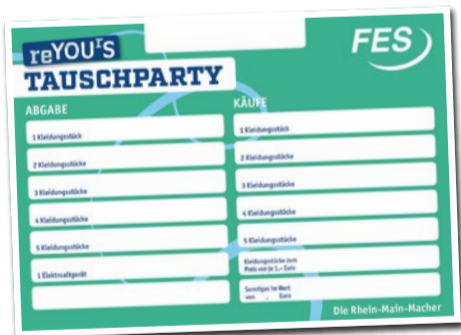 reYOUrS
TAUSCHPARTY
FES
ABGABE
1 Kleidungsstück
2 Kleidungsstücke
3 Kleidungsstücke
4 Kleidungsstücke
5 Kleidungsstücke
1 Elektroaltgerät
KÄUFE
1 Kleidungsstück
2 Kleidungsstücke
3 Kleidungsstücke
4 Kleidungsstücke
5 Kleidungsstücke
Kleidungsstücke zum
Preis von je 1,– Euro
Sonstiges im Wert
von , Euro
Die Rhein-Main-Macher